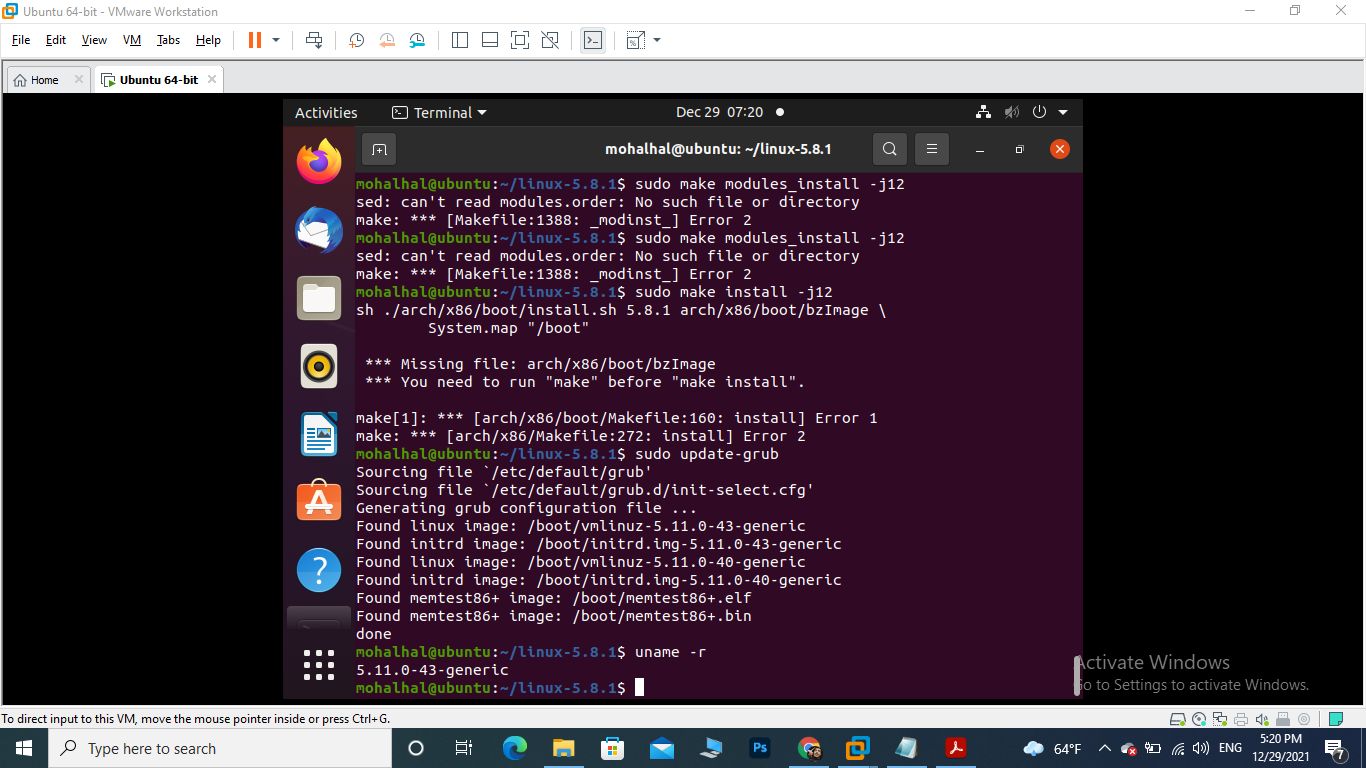 Ubuntu 64-bit - VMware Workstation
File Edit View VM Tabs Help
Home
Ubuntu 64-bit
Activities
Terminal
Dec 29 07:20
mohalhal@ubuntu: ~/linux-5.8.1
mohalhal@ubuntu:~/linux-5.8.1$ sudo make modules_install -j12
sed: can't read modules.order: No such file or directory
make: *** [Makefile:1388: _modinst_] Error 2
mohalhal@ubuntu:~/linux-5.8.1$ sudo make modules_install -j12
sed: can't read modules.order: No such file or directory
make: *** [Makefile:1388: _modinst_] Error 2
mohalhal@ubuntu:~/linux-5.8.1$ sudo make install -j12
sh ./arch/x86/boot/install.sh 5.8.1 arch/x86/boot/bzImage \
System.map "/boot"
*** Missing file: arch/x86/boot/bzImage
*** You need to run "make" before "make install".
make[1]: *** [arch/x86/boot/Makefile:160: install] Error 1
make: *** [arch/x86/Makefile:272: install] Error 2
mohalhal@ubuntu:~/linux-5.8.1$ sudo update-grub
Sourcing file `/etc/default/grub'
Sourcing file `/etc/default/grub.d/init-select.cfg'
Generating grub configuration file ...
Found linux image: /boot/vmlinuz-5.11.0-43-generic
Found initrd image: /boot/initrd.img-5.11.0-43-generic
Found linux image: /boot/vmlinuz-5.11.0-40-generic
Found initrd image: /boot/initrd.img-5.11.0-40-generic
Found memtest86+ image: /boot/memtest86+.elf
Found memtest86+ image: /boot/memtest86+.bin
done
mohalhal@ubuntu:~/linux-5.8.1$ uname -r
5.11.0-43-generic
mohalhal@ubuntu:~/linux-5.8.1$
Activate Windows
Go to Settings to activate Windows.
To direct input to this VM, move the mouse pointer inside or press Ctrl+G.
Type here to search
Ps
64°F
ENG
5:20 PM
12/29/2021
7